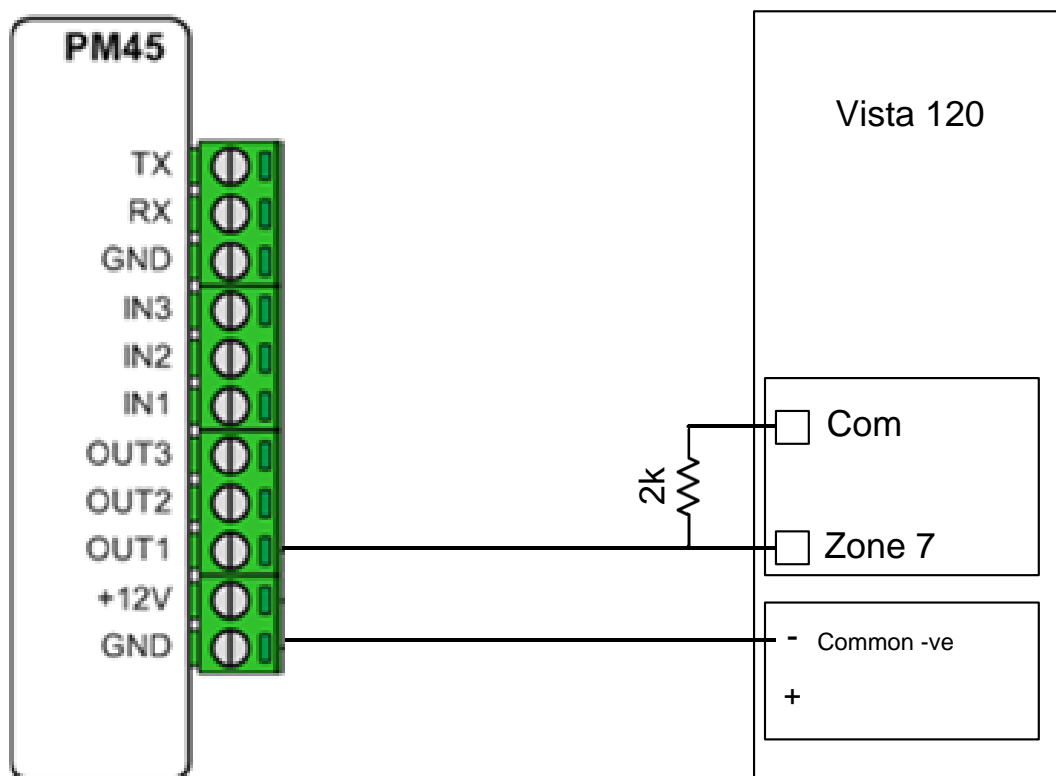 PM45
TX
RX
GND
IN3
IN2
IN1
OUT3
OUT2
OUT1
+12V
GND
2k
Vista 120
Com
Zone 7
- Common -ve
+